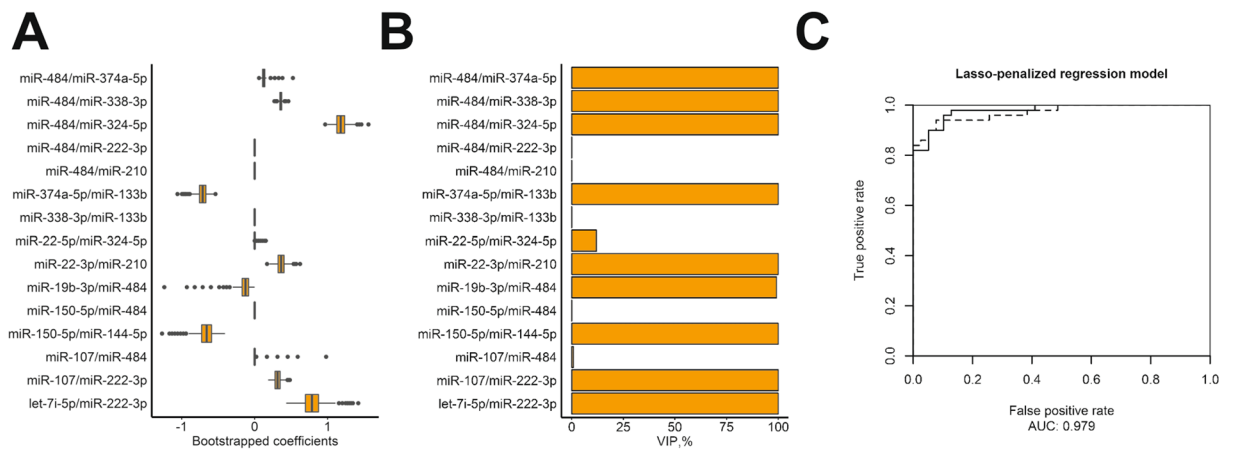 A
miR-484/miR-374a-5p
miR-484/miR-338-3p
miR-484/miR-324-5p
miR-484/miR-222-3p
miR-484/miR-210
miR-374a-5p/miR-133b
miR-338-3p/miR-133b
miR-22-5p/miR-324-5p
miR-22-3p/miR-210
miR-19b-3p/miR-484
miR-150-5p/miR-484
miR-150-5p/miR-144-5p
miR-107/miR-484
miR-107/miR-222-3p
let-7i-5p/miR-222-3p
-1 0 1
Bootstrapped coefficients
B
miR-484/miR-374a-5p
miR-484/miR-338-3p
miR-484/miR-324-5p
miR-484/miR-222-3p
miR-484/miR-210
miR-374a-5p/miR-133b
miR-338-3p/miR-133b
miR-22-5p/miR-324-5p
miR-22-3p/miR-210
miR-19b-3p/miR-484
miR-150-5p/miR-484
miR-150-5p/miR-144-5p
miR-107/miR-484
miR-107/miR-222-3p
let-7i-5p/miR-222-3p
0 25 50 75 100
VIP,%
C
Lasso-penalized regression model
True positive rate
1.0
0.8
0.6
0.4
0.2
0.0
0.0 0.2 0.4 0.6 0.8 1.0
False positive rate
AUC: 0.979